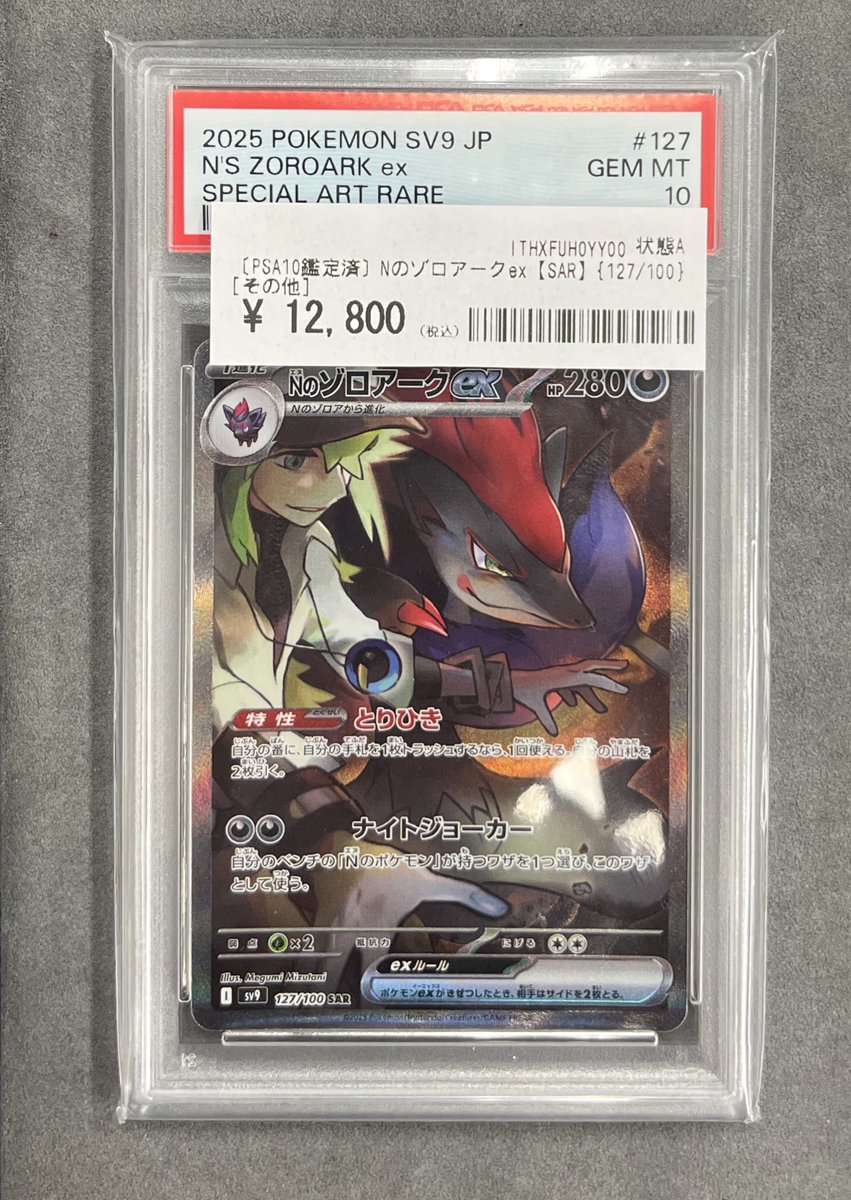 2025 POKEMON SV9 JP #127
N'S ZOROARK ex GEM MT
SPECIAL ART RARE 10
ITHXFUH0YY00 状態A
〔PSA10鑑定済〕Nのゾロアークex【SAR】{127/100}
[その他]
¥ 12,800 (税込)
Nのゾロアークex HP280
Nのゾロアから進化
特性 とくせい とりひき
自分の番に、自分の手札を1枚トラッシュするなら、1回使える。自分の山札を
2枚引く。
ナイトジョーカー
自分のベンチの「Nのポケモン」が持つワザを1つ選び、このワザ
として使う。
弱点 ×2 抵抗力 にげる
exルール
ポケモンexがきぜつしたとき、相手はサイドを2枚とる。
Illus. Megumi Mizutani
I sv9 127/100 SAR